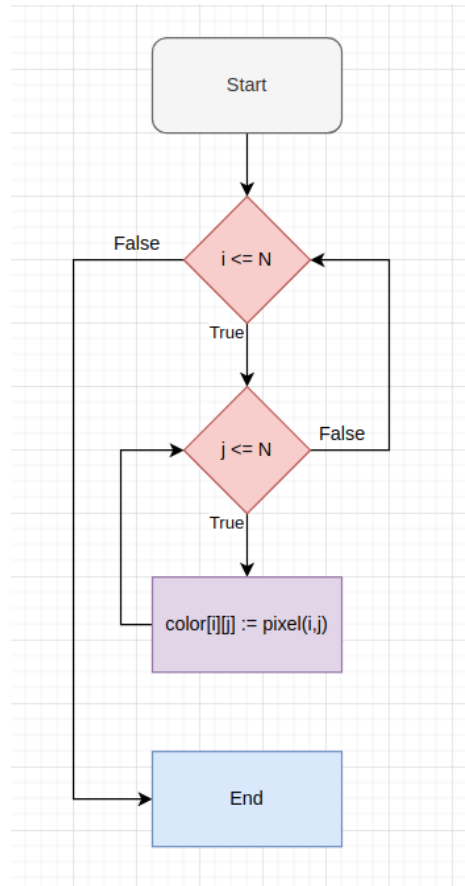 Start
False
i <= N
True
j <= N
False
True
color[i][j] := pixel(i,j)
End